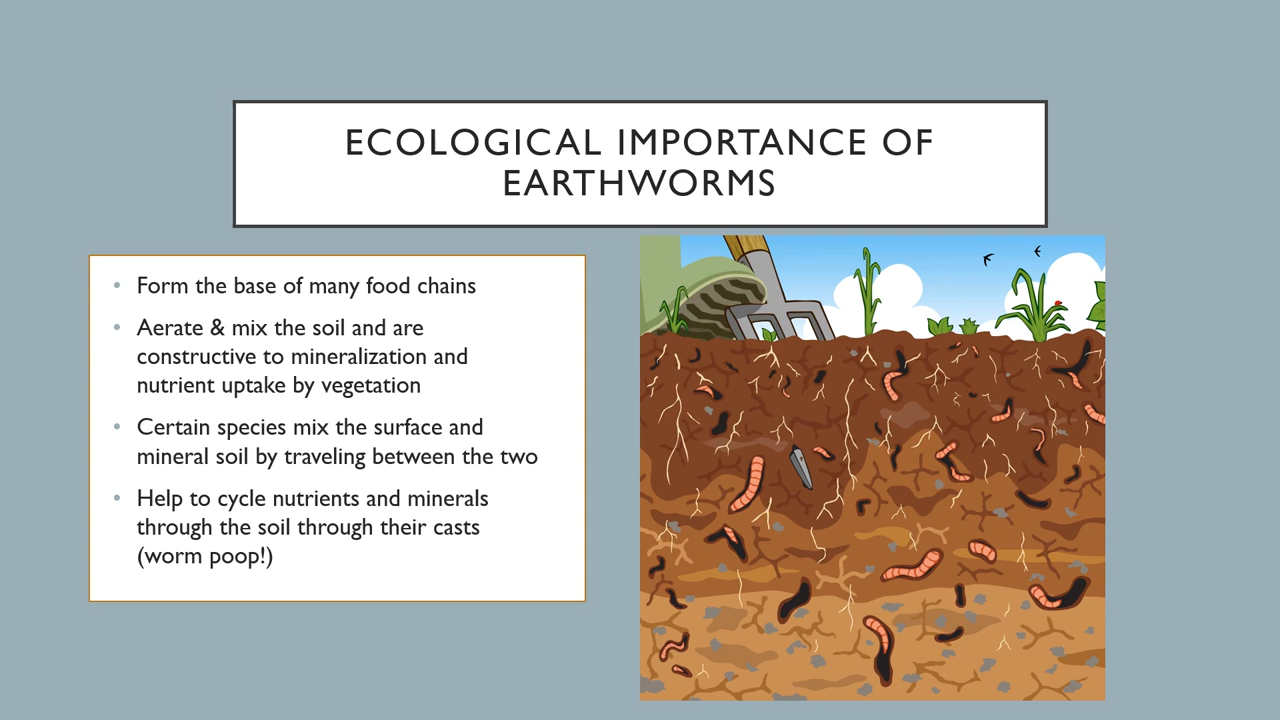 ECOLOGICAL IMPORTANCE OF
EARTHWORMS
• Form the base of many food chains
• Aerate & mix the soil and are
constructive to mineralization and
nutrient uptake by vegetation
• Certain species mix the surface and
mineral soil by traveling between the two
• Help to cycle nutrients and minerals
through the soil through their casts
(worm poop!)